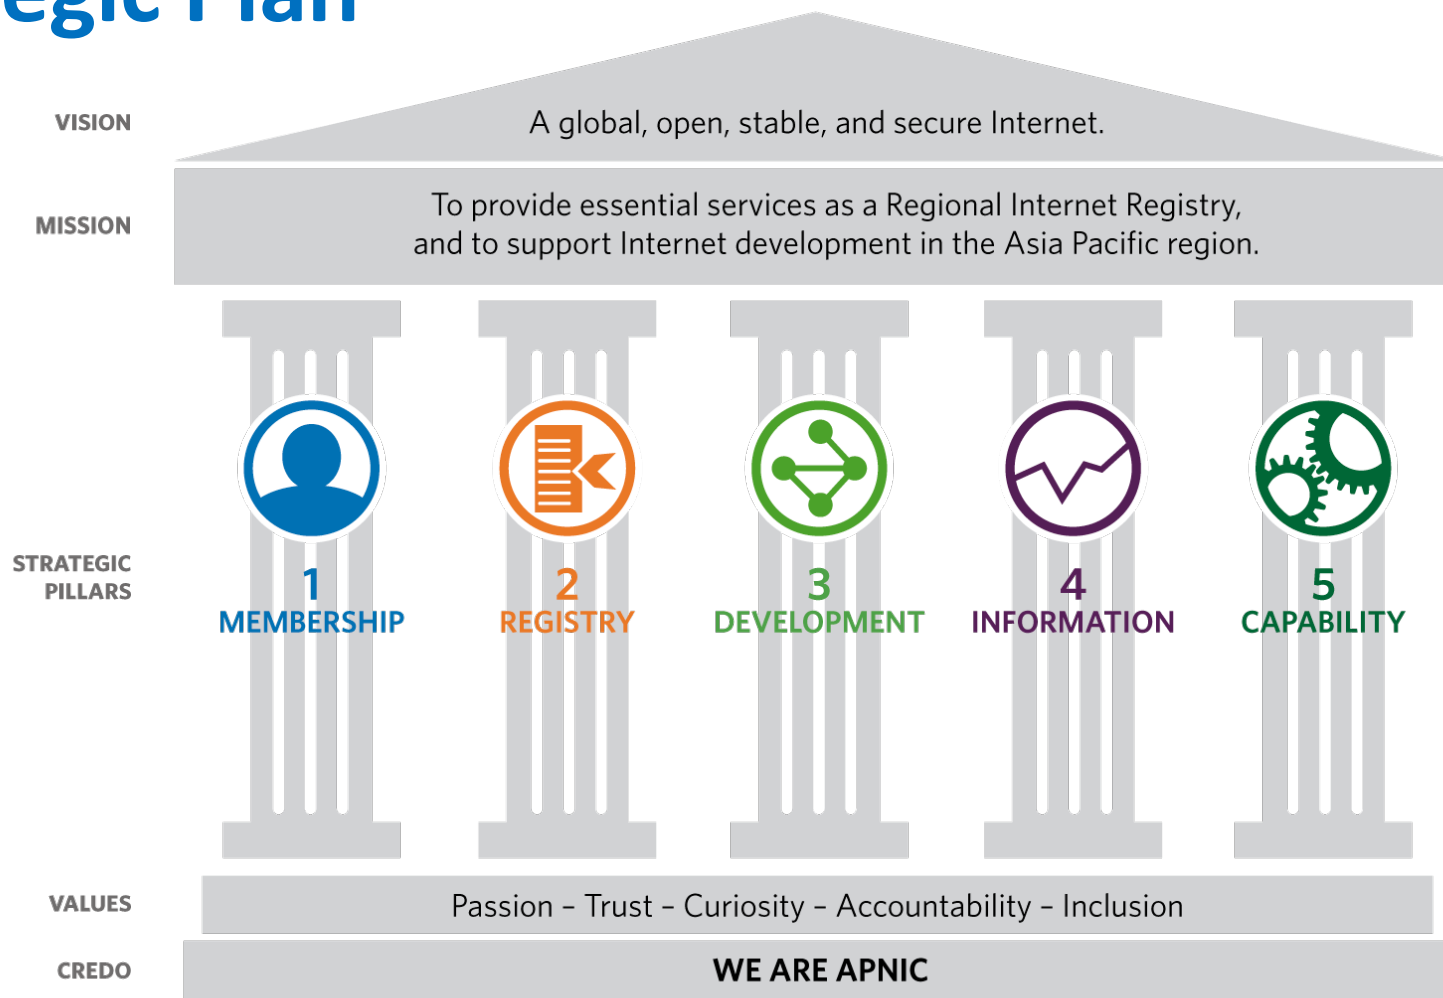 egic Plan
VISION
A global, open, stable, and secure Internet.
MISSION
To provide essential services as a Regional Internet Registry,
and to support Internet development in the Asia Pacific region.
STRATEGIC
PILLARS
1
MEMBERSHIP
2
REGISTRY
3
DEVELOPMENT
4
INFORMATION
5
CAPABILITY
VALUES
Passion – Trust – Curiosity – Accountability – Inclusion
CREDO
WE ARE APNIC